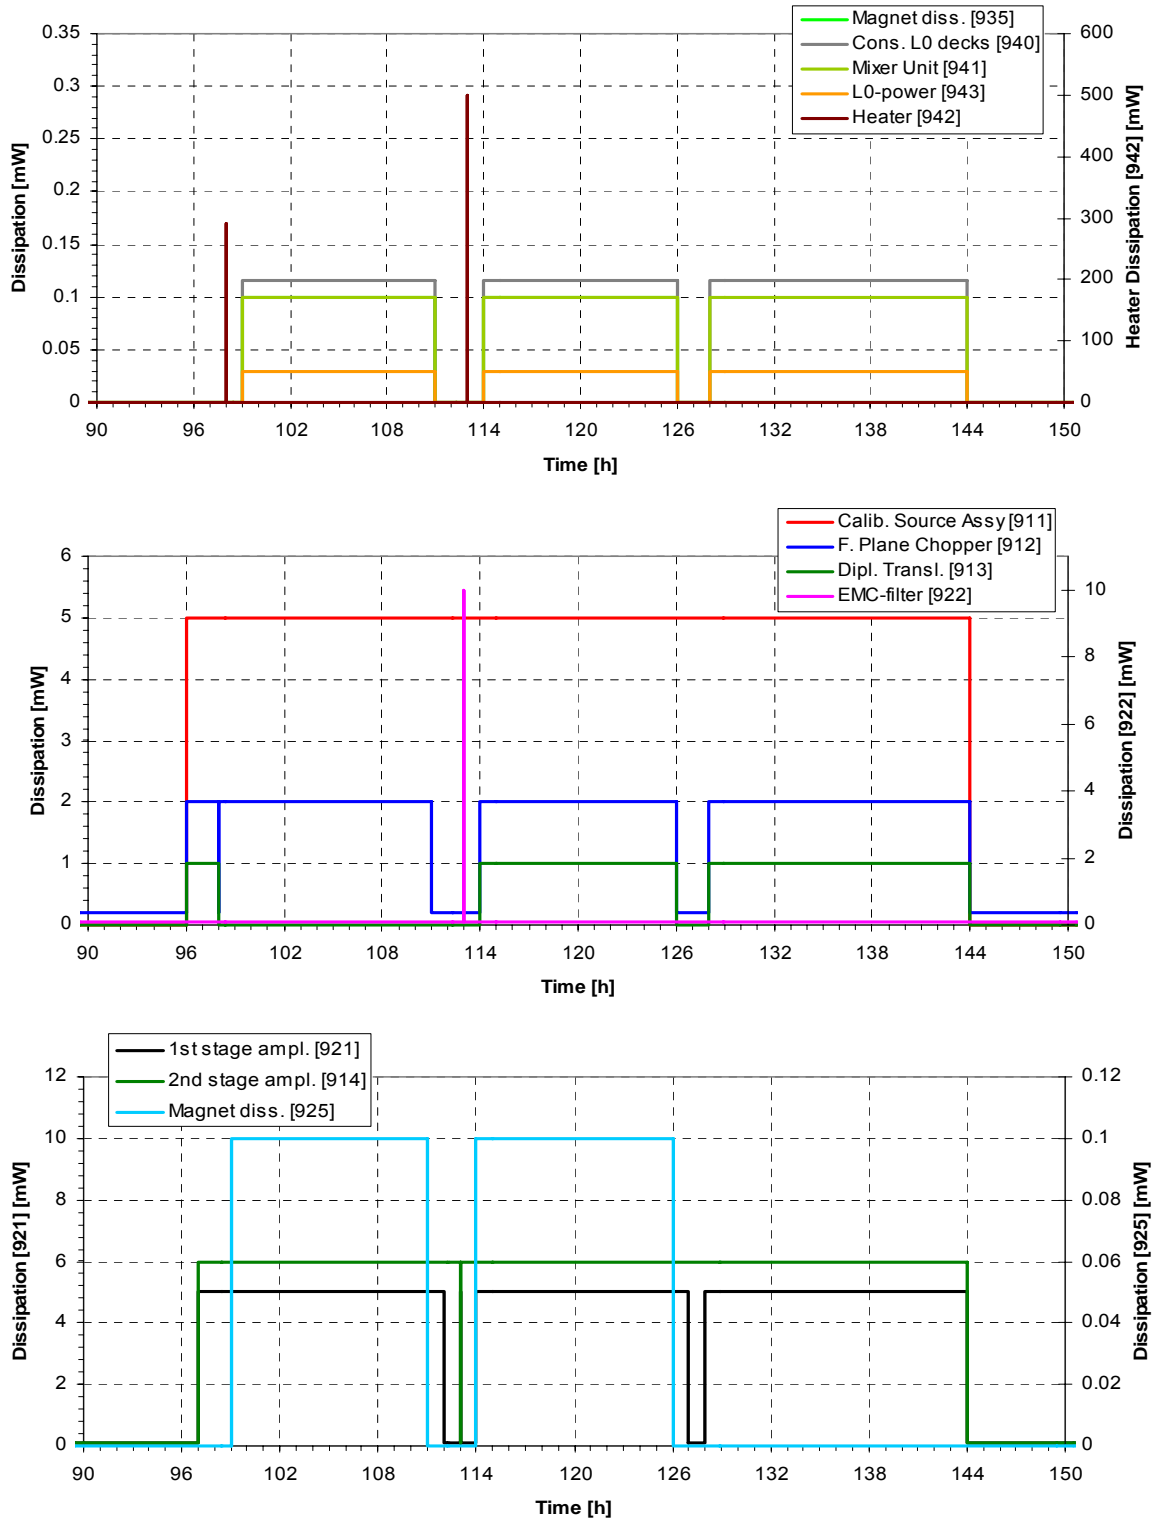 Magnet diss. [935]
Cons. L0 decks [940]
Mixer Unit [941]
L0-power [943]
Heater [942]
0.35
0.3
0.25
0.2
0.15
0.1
0.05
0
Dissipation [mW]
600
500
400
300
200
100
0
Heater Dissipation [942] [mW]
90 96 102 108 114 120 126 132 138 144 150
Time [h]
Calib. Source Assy [911]
F. Plane Chopper [912]
Dipl. Transl. [913]
EMC-filter [922]
6
5
4
3
2
1
0
Dissipation [mW]
10
8
6
4
2
0
Dissipation [922] [mW]
90 96 102 108 114 120 126 132 138 144 150
Time [h]
1st stage ampl. [921]
2nd stage ampl. [914]
Magnet diss. [925]
12
10
8
6
4
2
0
Dissipation [921] [mW]
0.12
0.1
0.08
0.06
0.04
0.02
0
Dissipation [925] [mW]
90 96 102 108 114 120 126 132 138 144 150
Time [h]